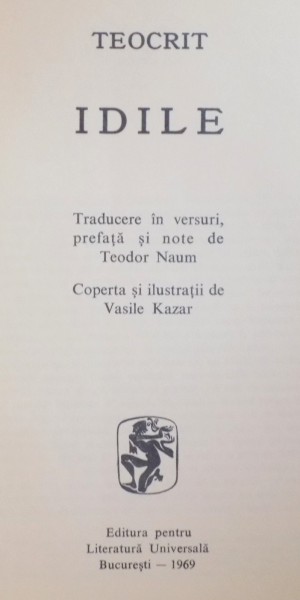 TEOCRIT
IDILE
Traducere în versuri,
prefaţă şi note de
Teodor Naum
Coperta şi ilustraţii de
Vasile Kazar
Editura pentru
Literatură Universală
Bucureşti — 1969